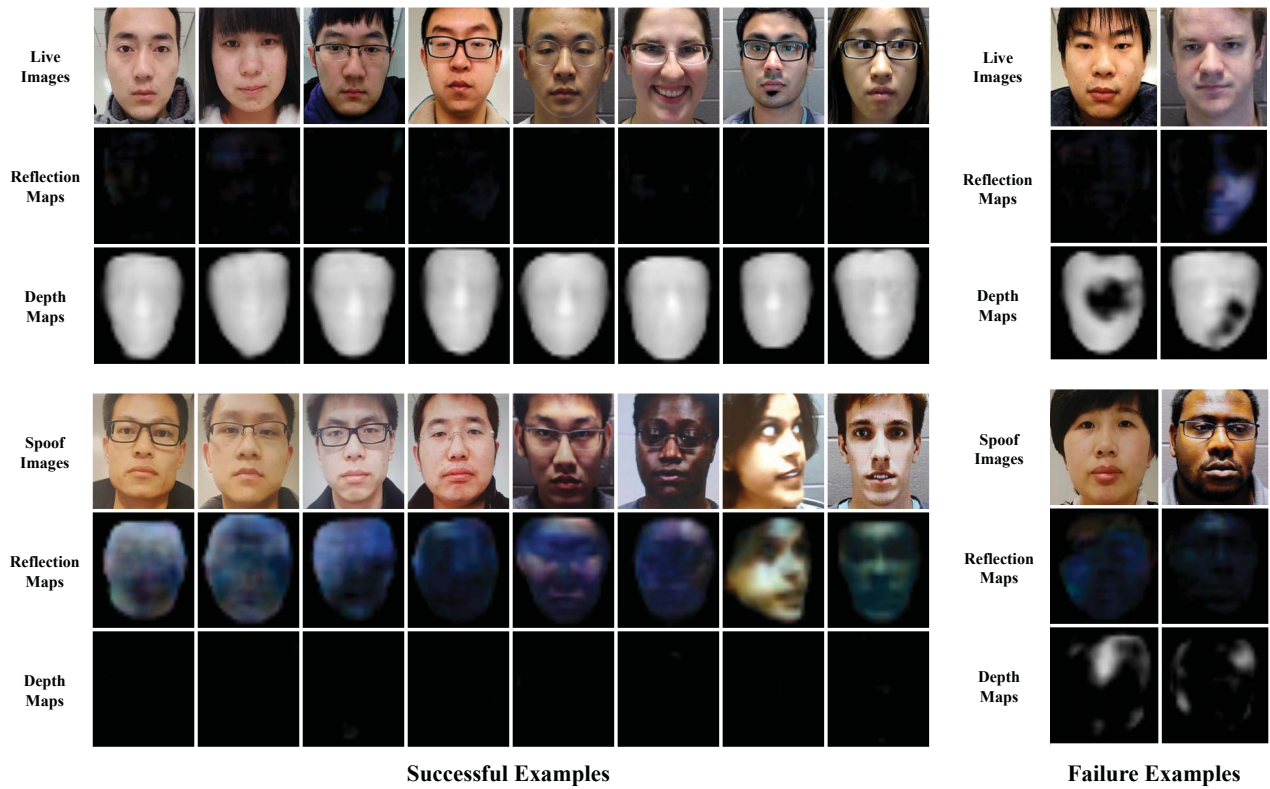 Live
Images
Reflection
Maps
Depth
Maps
Spoof
Images
Reflection
Maps
Depth
Maps
Successful Examples
Live
Images
Reflection
Maps
Depth
Maps
Spoof
Images
Reflection
Maps
Depth
Maps
Failure Examples